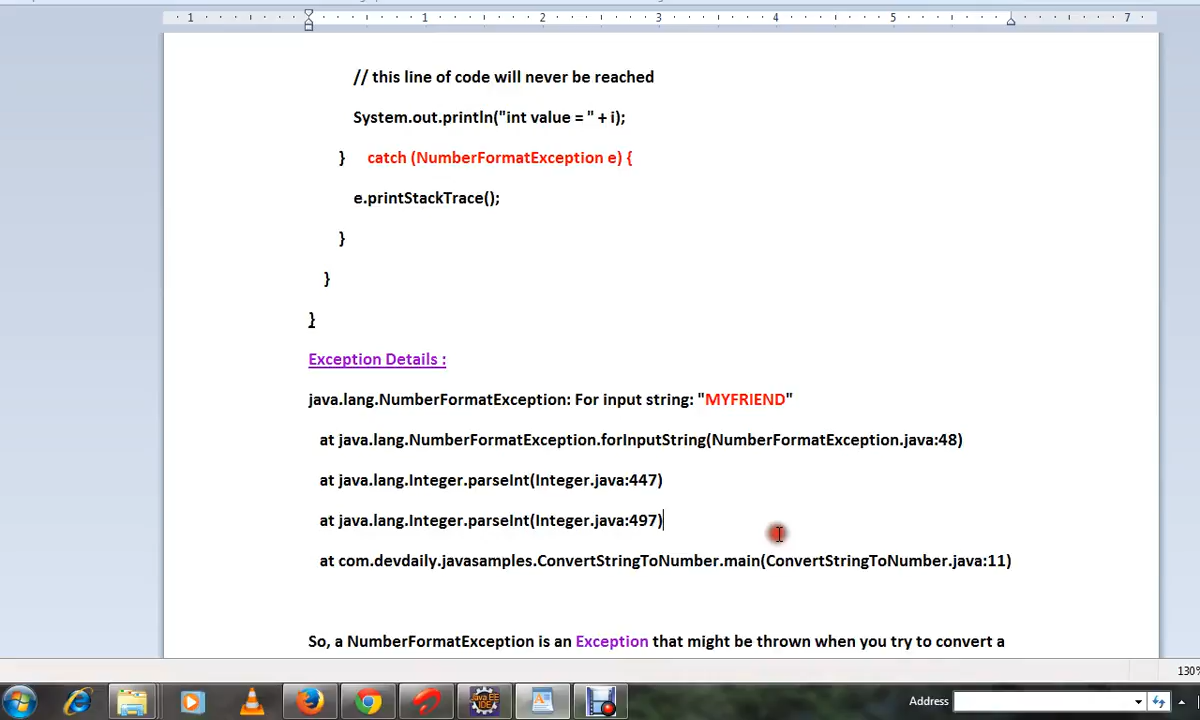 1 1 2 3 4 5 7
// this line of code will never be reached
System.out.println("int value = " + i);
} catch (NumberFormatException e) {
e.printStackTrace();
}
}
}
Exception Details :
java.lang.NumberFormatException: For input string: "MYFRIEND"
at java.lang.NumberFormatException.forInputString(NumberFormatException.java:48)
at java.lang.Integer.parseInt(Integer.java:447)
at java.lang.Integer.parseInt(Integer.java:497)
at com.devdaily.javasamples.ConvertStringToNumber.main(ConvertStringToNumber.java:11)
So, a NumberFormatException is an Exception that might be thrown when you try to convert a
130%
Java EE
IDE
Address